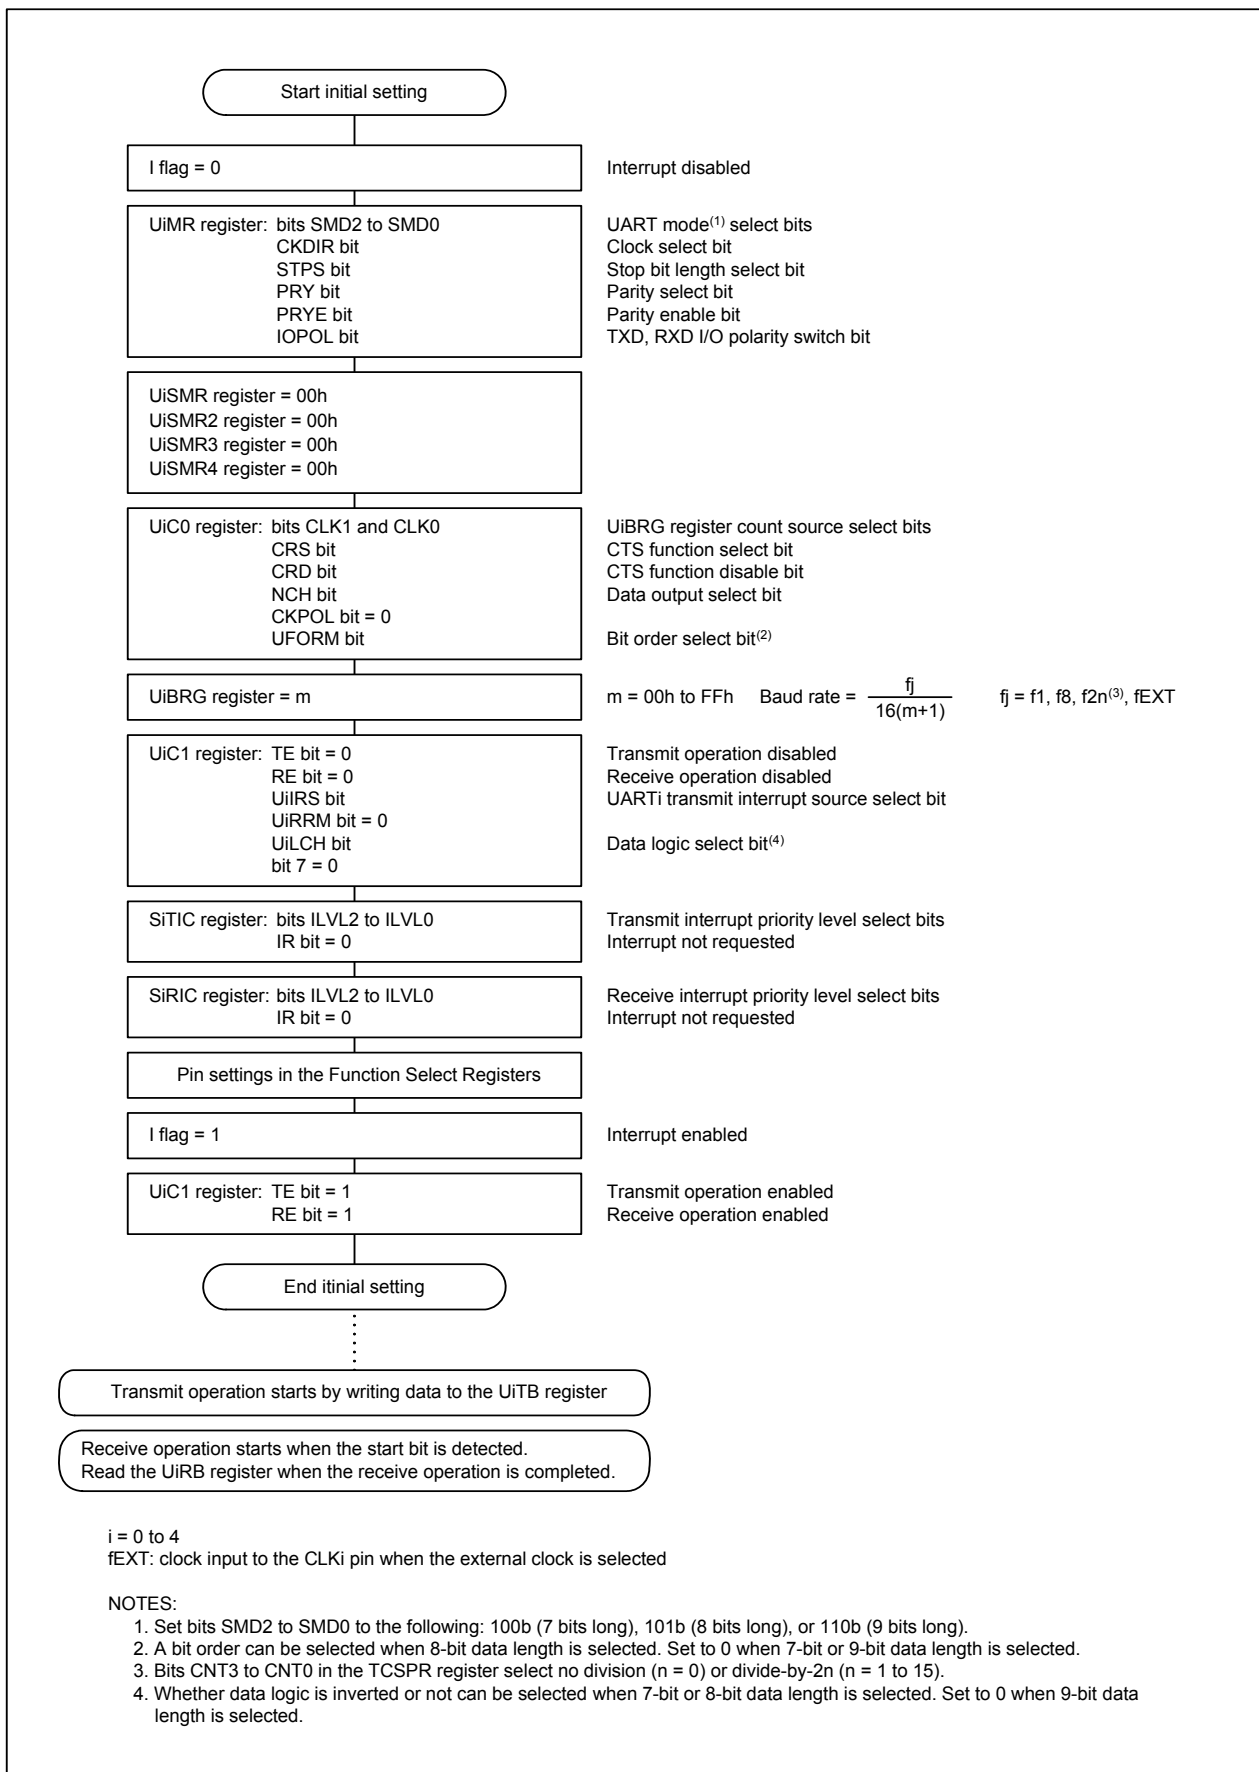 Start initial setting
I flag = 0 Interrupt disabled
UiMR register: bits SMD2 to SMD0 UART mode(1) select bits
CKDIR bit Clock select bit
STPS bit Stop bit length select bit
PRY bit Parity select bit
PRYE bit Parity enable bit
IOPOL bit TXD, RXD I/O polarity switch bit
UiSMR register = 00h
UiSMR2 register = 00h
UiSMR3 register = 00h
UiSMR4 register = 00h
UiC0 register: bits CLK1 and CLK0 UiBRG register count source select bits
CRS bit CTS function select bit
CRD bit CTS function disable bit
NCH bit Data output select bit
CKPOL bit = 0
UFORM bit Bit order select bit(2)
UiBRG register = m m = 00h to FFh Baud rate = fj / 16(m+1) fj = f1, f8, f2n(3), fEXT
UiC1 register: TE bit = 0 Transmit operation disabled
RE bit = 0 Receive operation disabled
UiIRS bit UARTi transmit interrupt source select bit
UiRRM bit = 0
UiLCH bit Data logic select bit(4)
bit 7 = 0
SiTIC register: bits ILVL2 to ILVL0 Transmit interrupt priority level select bits
IR bit = 0 Interrupt not requested
SiRIC register: bits ILVL2 to ILVL0 Receive interrupt priority level select bits
IR bit = 0 Interrupt not requested
Pin settings in the Function Select Registers
I flag = 1 Interrupt enabled
UiC1 register: TE bit = 1 Transmit operation enabled
RE bit = 1 Receive operation enabled
End itinial setting
Transmit operation starts by writing data to the UiTB register
Receive operation starts when the start bit is detected.
Read the UiRB register when the receive operation is completed.
i = 0 to 4
fEXT: clock input to the CLKi pin when the external clock is selected
NOTES:
1. Set bits SMD2 to SMD0 to the following: 100b (7 bits long), 101b (8 bits long), or 110b (9 bits long).
2. A bit order can be selected when 8-bit data length is selected. Set to 0 when 7-bit or 9-bit data length is selected.
3. Bits CNT3 to CNT0 in the TCSPR register select no division (n = 0) or divide-by-2n (n = 1 to 15).
4. Whether data logic is inverted or not can be selected when 7-bit or 8-bit data length is selected. Set to 0 when 9-bit data
length is selected.